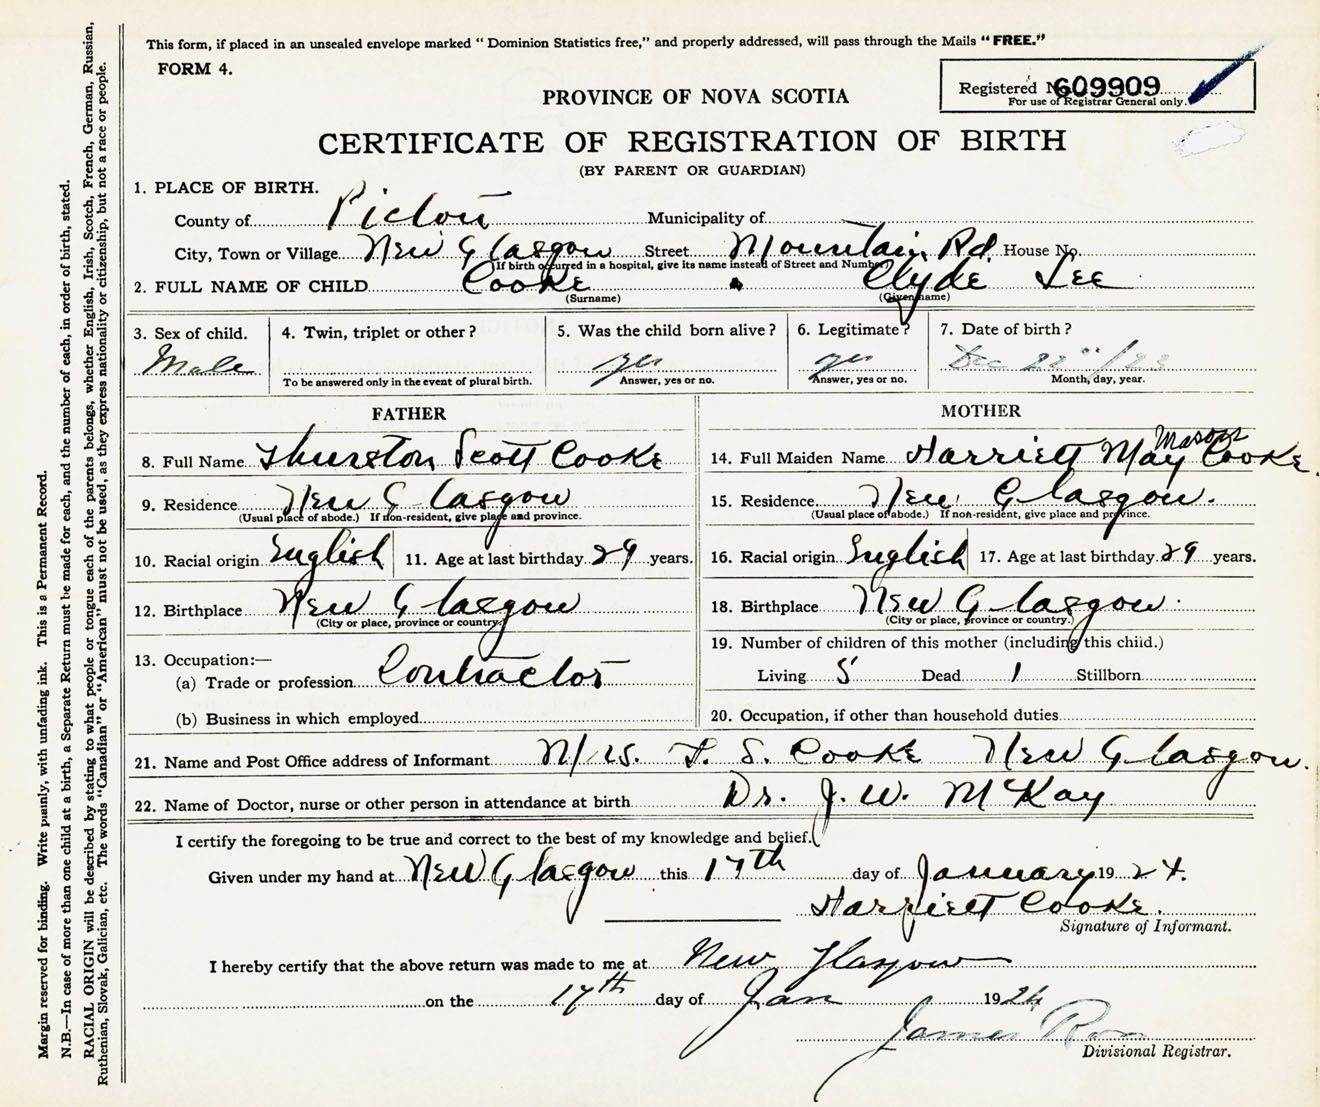 This form, if placed in an unsealed envelope marked “ Dominion Statistics free,” and properly addressed, will pass through the Mails “ FREE.”
FORM 4.
Registered No. 609909
For use of Registrar General only.
PROVINCE OF NOVA SCOTIA
CERTIFICATE OF REGISTRATION OF BIRTH
(BY PARENT OR GUARDIAN)
1. PLACE OF BIRTH.
County of Pictou Municipality of
City, Town or Village New Glasgow Street Mountain Rd. House No.
(If birth occurred in a hospital, give its name instead of Street and Number)
2. FULL NAME OF CHILD Cooke Clyde Lee
(Surname) (Given name)
3. Sex of child. Male
4. Twin, triplet or other?
To be answered only in the event of plural birth.
5. Was the child born alive? yes
Answer, yes or no.
6. Legitimate? yes
Answer, yes or no.
7. Date of birth? Dec 22"/23
Month, day, year.
FATHER
8. Full Name Thurston Scott Cooke
9. Residence New Glasgow
(Usual place of abode.) If non-resident, give place and province.
10. Racial origin English 11. Age at last birthday 29 years.
12. Birthplace New Glasgow
(City or place, province or country.)
13. Occupation:—
(a) Trade or profession Contractor
(b) Business in which employed
MOTHER
Mason
14. Full Maiden Name Harriett May Cooke.
15. Residence New Glasgow.
(Usual place of abode.) If non-resident, give place and province.
16. Racial origin English 17. Age at last birthday 29 years.
18. Birthplace New Glasgow.
(City or place, province or country.)
19. Number of children of this mother (including this child.)
Living 5 Dead 1 Stillborn
20. Occupation, if other than household duties
21. Name and Post Office address of Informant Mrs. T. S. Cooke New Glasgow.
22. Name of Doctor, nurse or other person in attendance at birth Dr. J. W. McKay
I certify the foregoing to be true and correct to the best of my knowledge and belief.
Given under my hand at New Glasgow this 17th day of January 1924.
Harriett Cooke.
Signature of Informant.
I hereby certify that the above return was made to me at New Glasgow
on the 17th day of Jan 1924
James
Divisional Registrar.
Margin reserved for binding. Write plainly, with unfading ink. This is a Permanent Record.
N.B.—In case of more than one child at a birth, a Separate Return must be made for each, and the number of each, in order of birth, stated.
RACIAL ORIGIN will be described by stating to what people or tongue each of the parents belongs, whether English, Irish, Scotch, French, German, Russian,
Ruthenian, Slovak, Galician, etc. The words “Canadian” or “American” must not be used, as they express nationality or citizenship, but not a race or people.